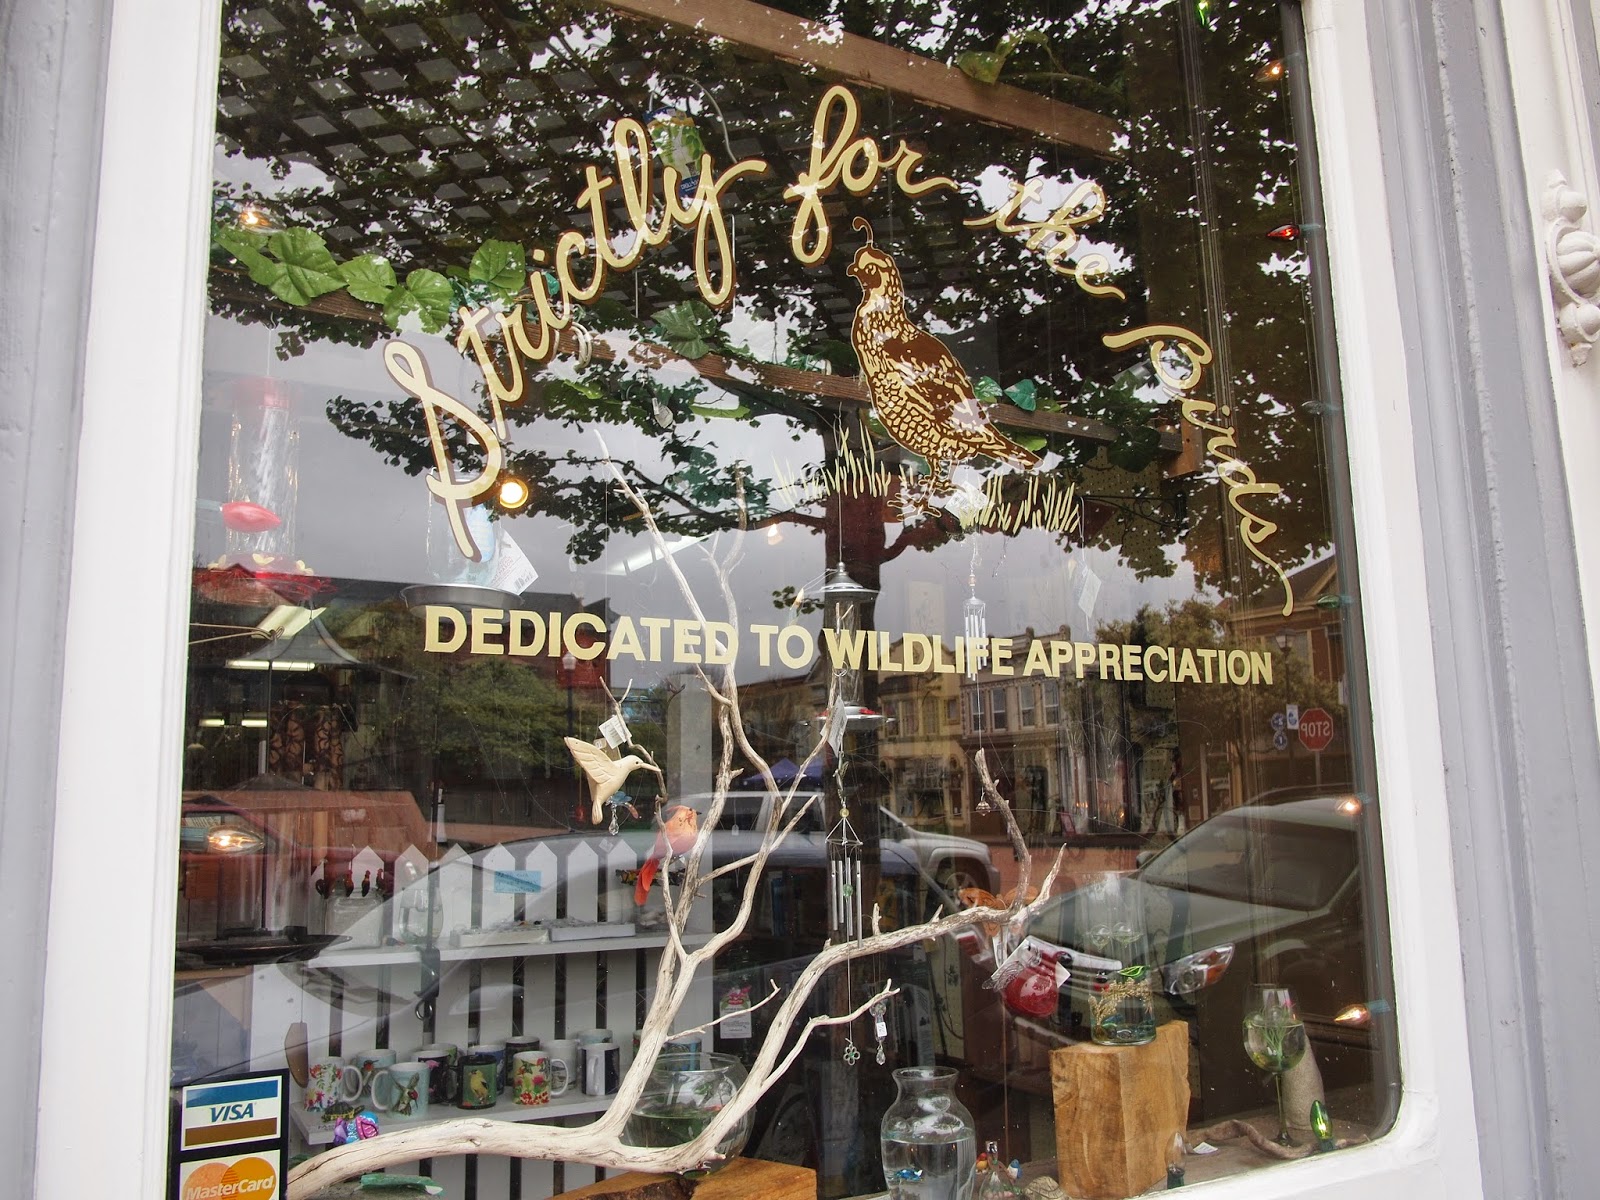 Strictly for the birds
DEDICATED TO WILDLIFE APPRECIATION
STOP
VISA
MasterCard